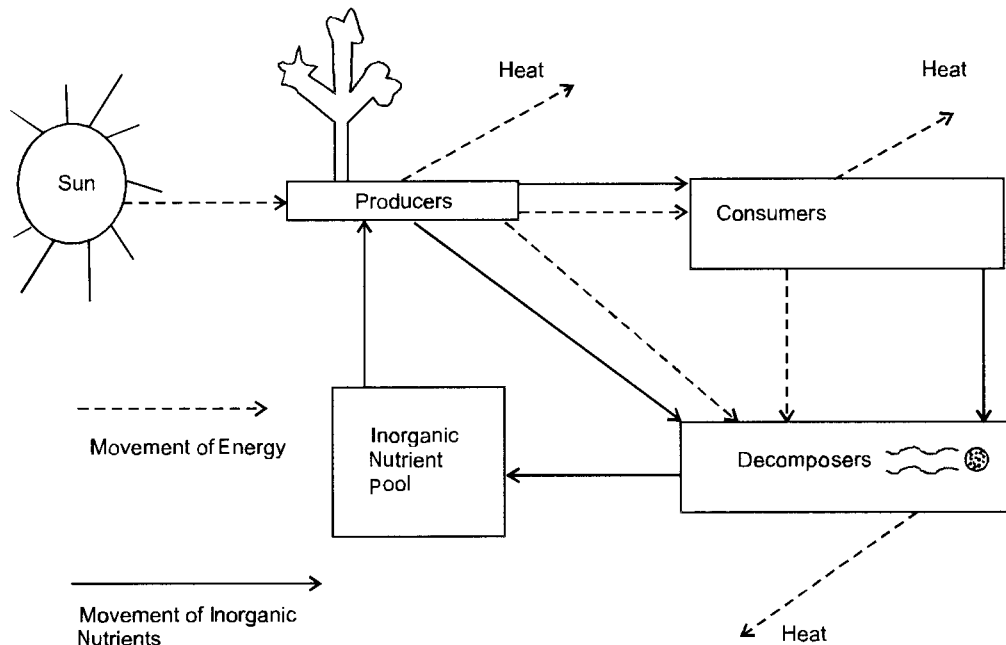 Heat
Heat
Sun
Producers
Consumers
Movement of Energy
Inorganic
Nutrient
Pool
Decomposers
Movement of Inorganic
Nutrients
Heat